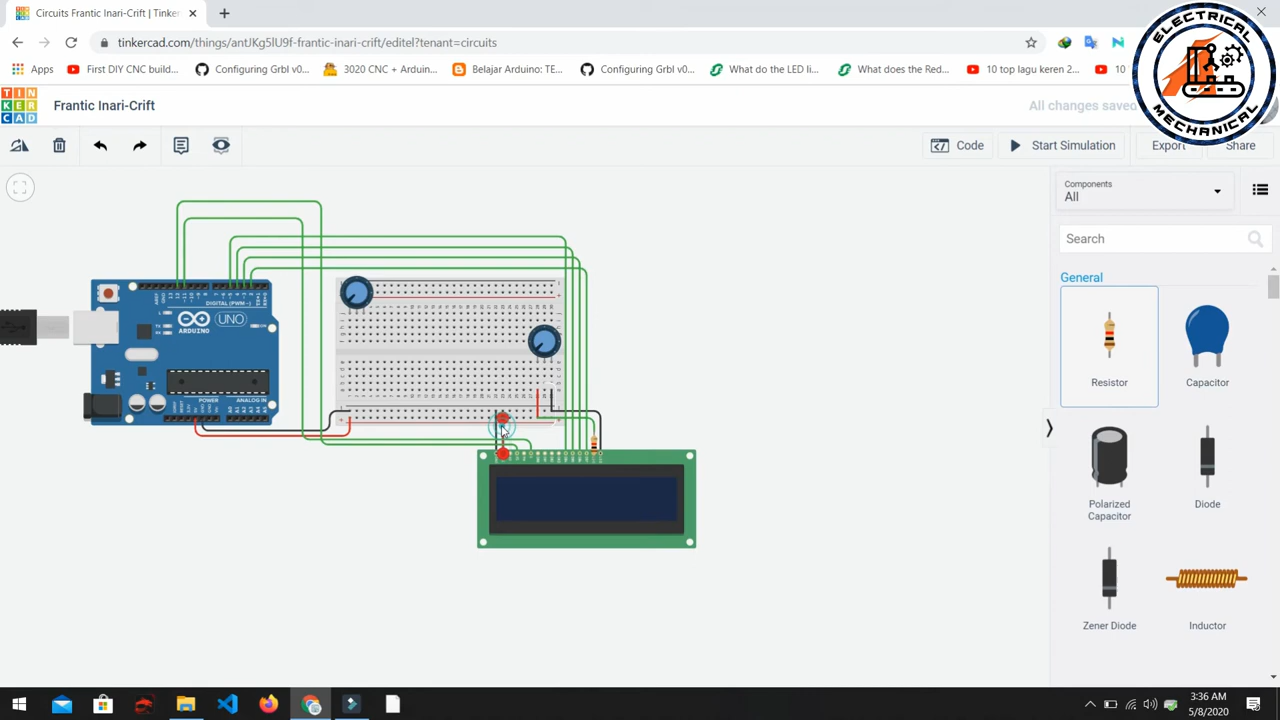 Circuits Frantic Inari-Crift | Tinker
tinkercad.com/things/antJKg5lU9f-frantic-inari-crift/editel?tenant=circuits
Apps
First DIY CNC build...
Configuring Grbl v0...
3020 CNC + Arduin...
Belajar Arduino: TE...
Configuring Grbl v0...
What do the LED li...
What does the Red...
10 top lagu keren 2...
10
ELECTRICAL
MECHANICAL
TIN
KER
CAD
Frantic Inari-Crift
All changes saved
Code
Start Simulation
Export
Share
Components
All
Search
General
Resistor
Capacitor
Polarized
Capacitor
Diode
Zener Diode
Inductor
DIGITAL (PWM~)
UNO
ARDUINO
POWER
ANALOG IN
3:36 AM
5/8/2020